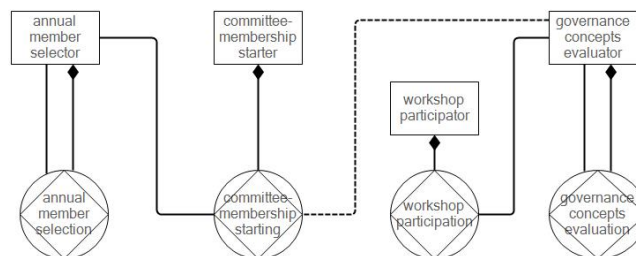 annual
member
selector
committee-
membership
starter
governance
concepts
evaluator
workshop
participator
annual
member
selection
committee-
membership
starting
workshop
participation
governance
concepts
evaluation